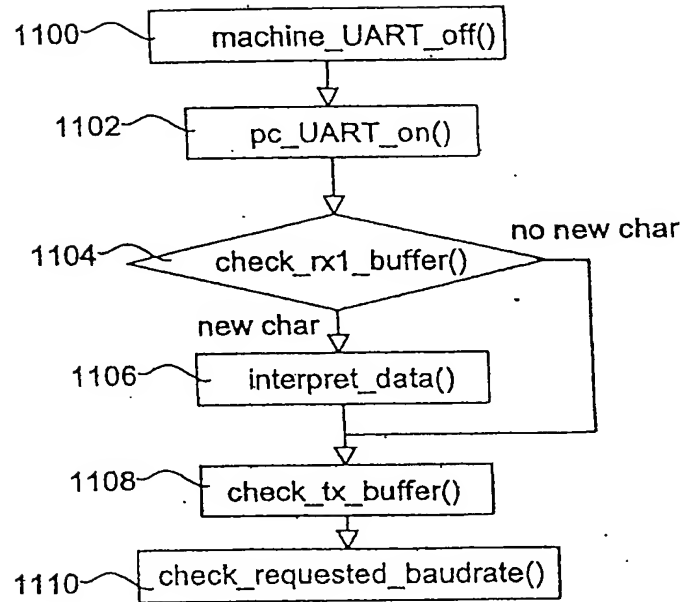 1100 machine_UART_off()
1102 pc_UART_on()
no new char
1104 check_rx1_buffer()
new char
1106 interpret_data()
1108 check_tx_buffer()
1110 check_requested_baudrate()